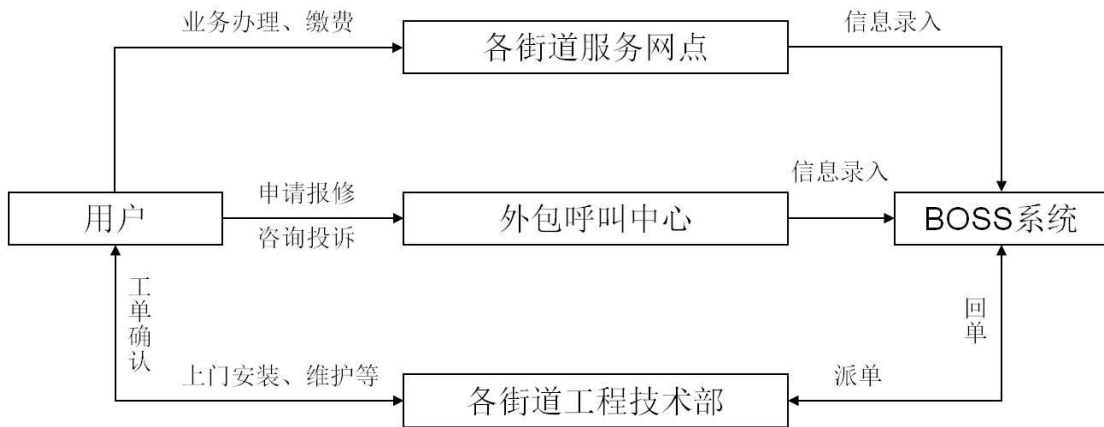 业务办理、缴费
各街道服务网点
信息录入
申请报修
咨询投诉
信息录入
用户
外包呼叫中心
BOSS系统
工单确认
回单
上门安装、维护等
各街道工程技术部
派单